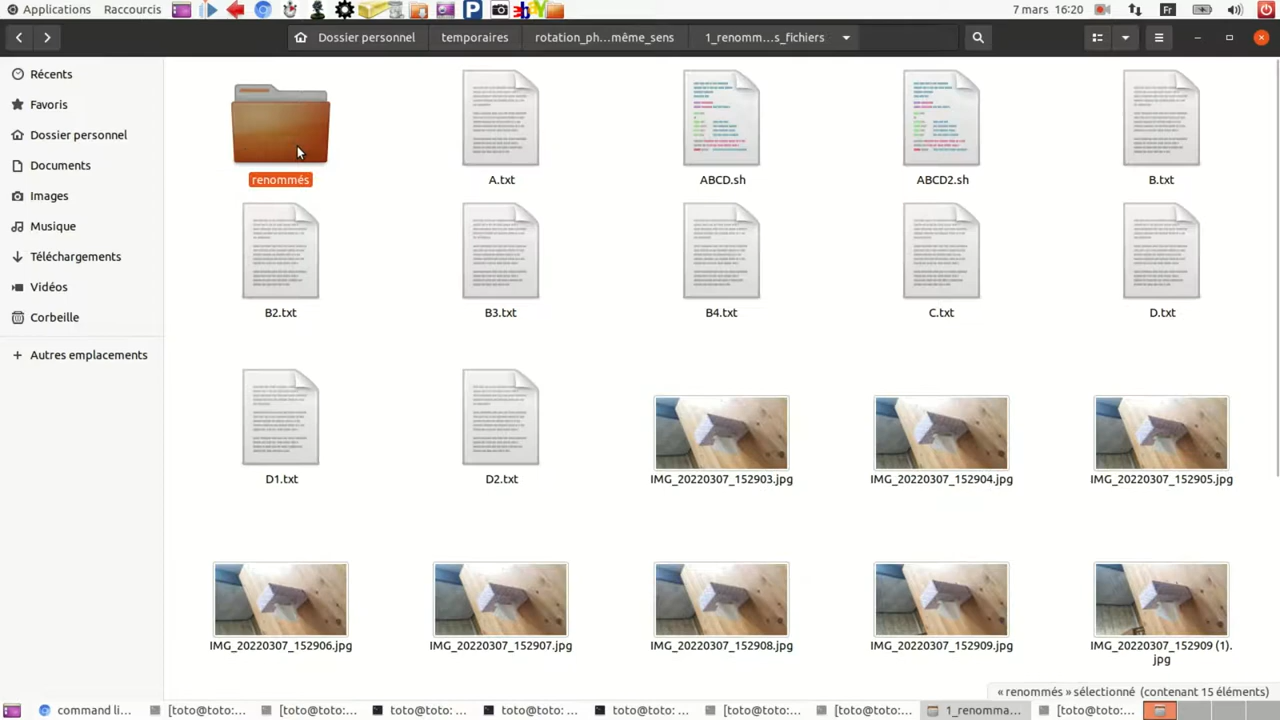 Applications Raccourcis
7 mars 16:20 Fr
Dossier personnel temporaires rotation_ph...même_sens 1_renomm...s_fichiers
Récents
Favoris
Dossier personnel
Documents
Images
Musique
Téléchargements
Vidéos
Corbeille
+ Autres emplacements
renommés A.txt ABCD.sh ABCD2.sh B.txt
B2.txt B3.txt B4.txt C.txt D.txt
D1.txt D2.txt IMG_20220307_152903.jpg IMG_20220307_152904.jpg IMG_20220307_152905.jpg
IMG_20220307_152906.jpg IMG_20220307_152907.jpg IMG_20220307_152908.jpg IMG_20220307_152909.jpg IMG_20220307_152909 (1).
jpg
« renommés » sélectionné (contenant 15 éléments)
command li... [toto@toto:... [toto@toto:... toto@toto: ... toto@toto: ... toto@toto: ... [toto@toto:... [toto@toto:... 1_renomma... [toto@toto:...